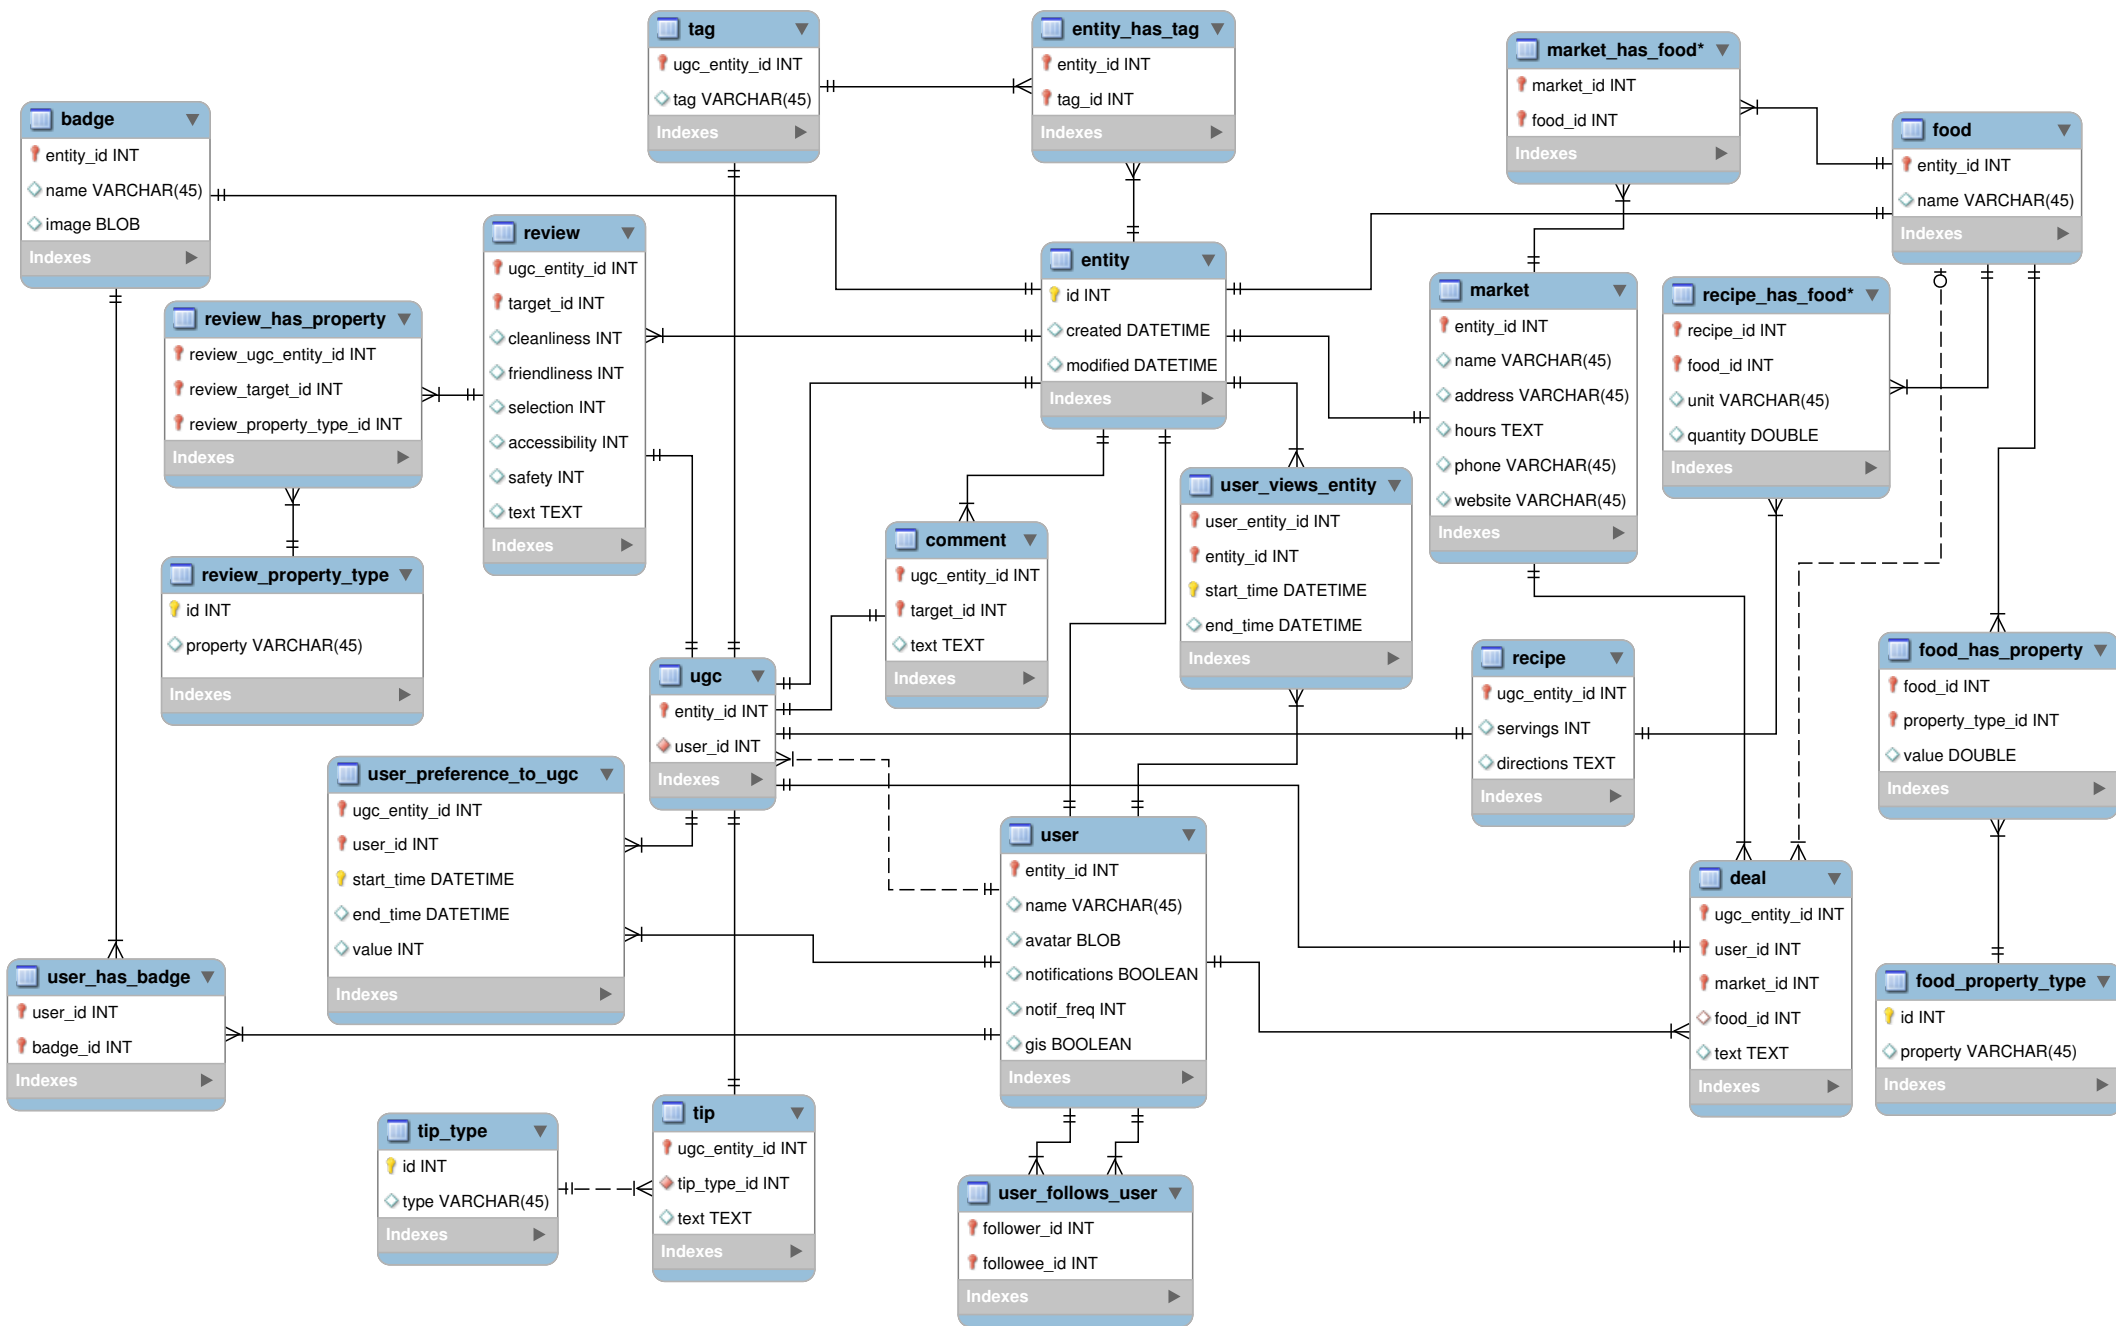 tag
ugc_entity_id INT
tag VARCHAR(45)
Indexes
entity_has_tag
entity_id INT
tag_id INT
Indexes
market_has_food*
market_id INT
food_id INT
Indexes
badge
entity_id INT
name VARCHAR(45)
image BLOB
Indexes
food
entity_id INT
name VARCHAR(45)
Indexes
review
ugc_entity_id INT
target_id INT
cleanliness INT
friendliness INT
selection INT
accessibility INT
safety INT
text TEXT
Indexes
entity
id INT
created DATETIME
modified DATETIME
Indexes
market
entity_id INT
name VARCHAR(45)
address VARCHAR(45)
hours TEXT
phone VARCHAR(45)
website VARCHAR(45)
Indexes
recipe_has_food*
recipe_id INT
food_id INT
unit VARCHAR(45)
quantity DOUBLE
Indexes
review_has_property
review_ugc_entity_id INT
review_target_id INT
review_property_type_id INT
Indexes
user_views_entity
user_entity_id INT
entity_id INT
start_time DATETIME
end_time DATETIME
Indexes
comment
ugc_entity_id INT
target_id INT
text TEXT
Indexes
review_property_type
id INT
property VARCHAR(45)
Indexes
ugc
entity_id INT
user_id INT
Indexes
recipe
ugc_entity_id INT
servings INT
directions TEXT
Indexes
food_has_property
food_id INT
property_type_id INT
value DOUBLE
Indexes
user_preference_to_ugc
ugc_entity_id INT
user_id INT
start_time DATETIME
end_time DATETIME
value INT
Indexes
user
entity_id INT
name VARCHAR(45)
avatar BLOB
notifications BOOLEAN
notif_freq INT
gis BOOLEAN
Indexes
deal
ugc_entity_id INT
user_id INT
market_id INT
food_id INT
text TEXT
Indexes
user_has_badge
user_id INT
badge_id INT
Indexes
food_property_type
id INT
property VARCHAR(45)
Indexes
tip_type
id INT
type VARCHAR(45)
Indexes
tip
ugc_entity_id INT
tip_type_id INT
text TEXT
Indexes
user_follows_user
follower_id INT
followee_id INT
Indexes